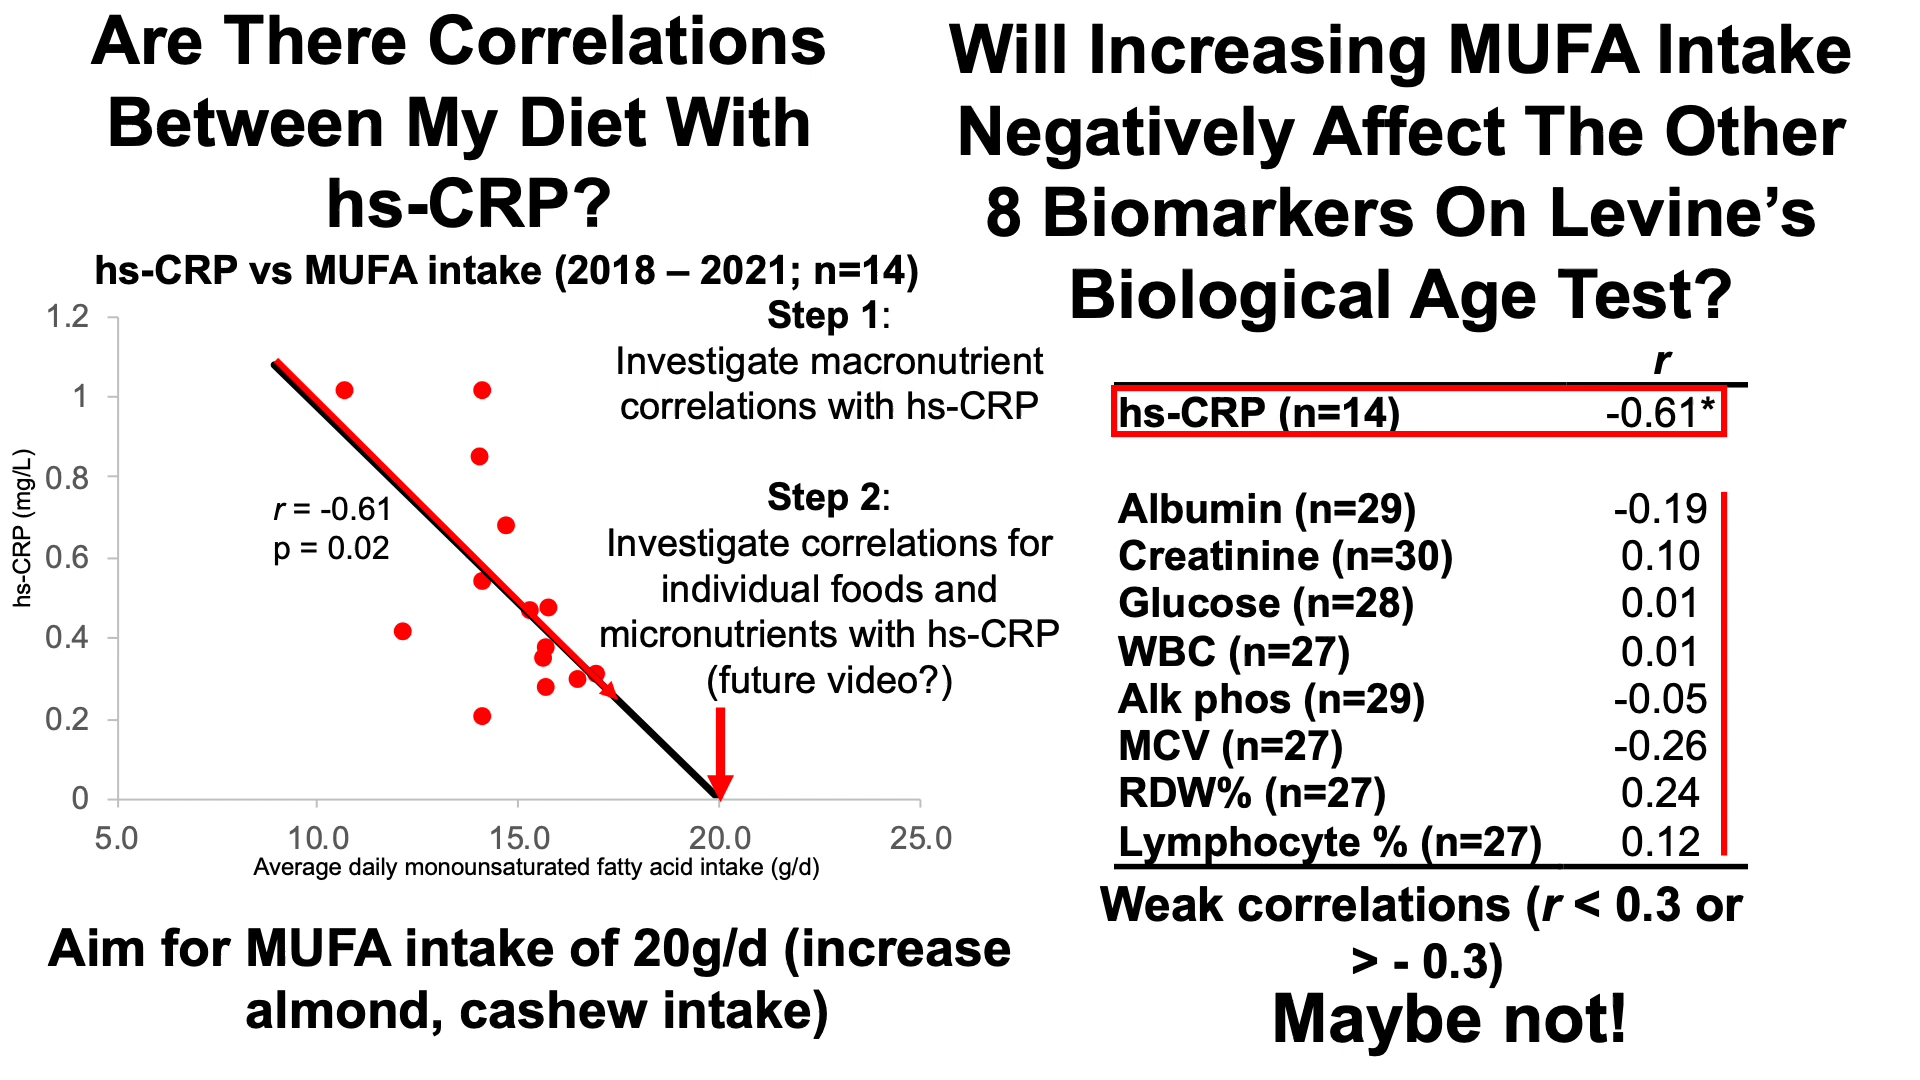 Are There Correlations
Between My Diet With
hs-CRP?
hs-CRP vs MUFA intake (2018 – 2021; n=14)
1.2
1
0.8
0.6
0.4
0.2
0
hs-CRP (mg/L)
r = -0.61
p = 0.02
5.0 10.0 15.0 20.0 25.0
Average daily monounsaturated fatty acid intake (g/d)
Step 1:
Investigate macronutrient
correlations with hs-CRP
Step 2:
Investigate correlations for
individual foods and
micronutrients with hs-CRP
(future video?)
Aim for MUFA intake of 20g/d (increase
almond, cashew intake)
Will Increasing MUFA Intake
Negatively Affect The Other
8 Biomarkers On Levine’s
Biological Age Test?
r
hs-CRP (n=14) -0.61*
Albumin (n=29) -0.19
Creatinine (n=30) 0.10
Glucose (n=28) 0.01
WBC (n=27) 0.01
Alk phos (n=29) -0.05
MCV (n=27) -0.26
RDW% (n=27) 0.24
Lymphocyte % (n=27) 0.12
Weak correlations (r < 0.3 or
> - 0.3)
Maybe not!